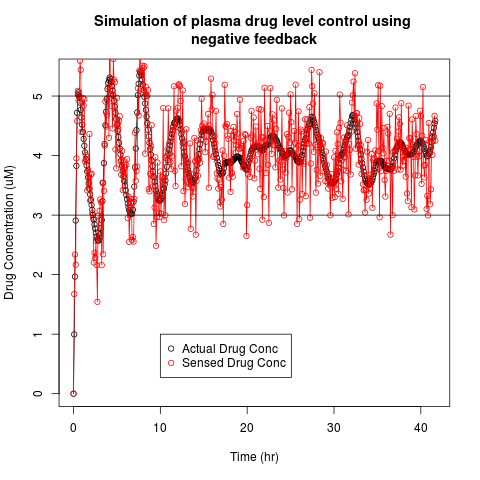 Simulation of plasma drug level control using
negative feedback
Drug Concentration (uM)
5
4
3
2
1
0
Actual Drug Conc
Sensed Drug Conc
0 10 20 30 40
Time (hr)